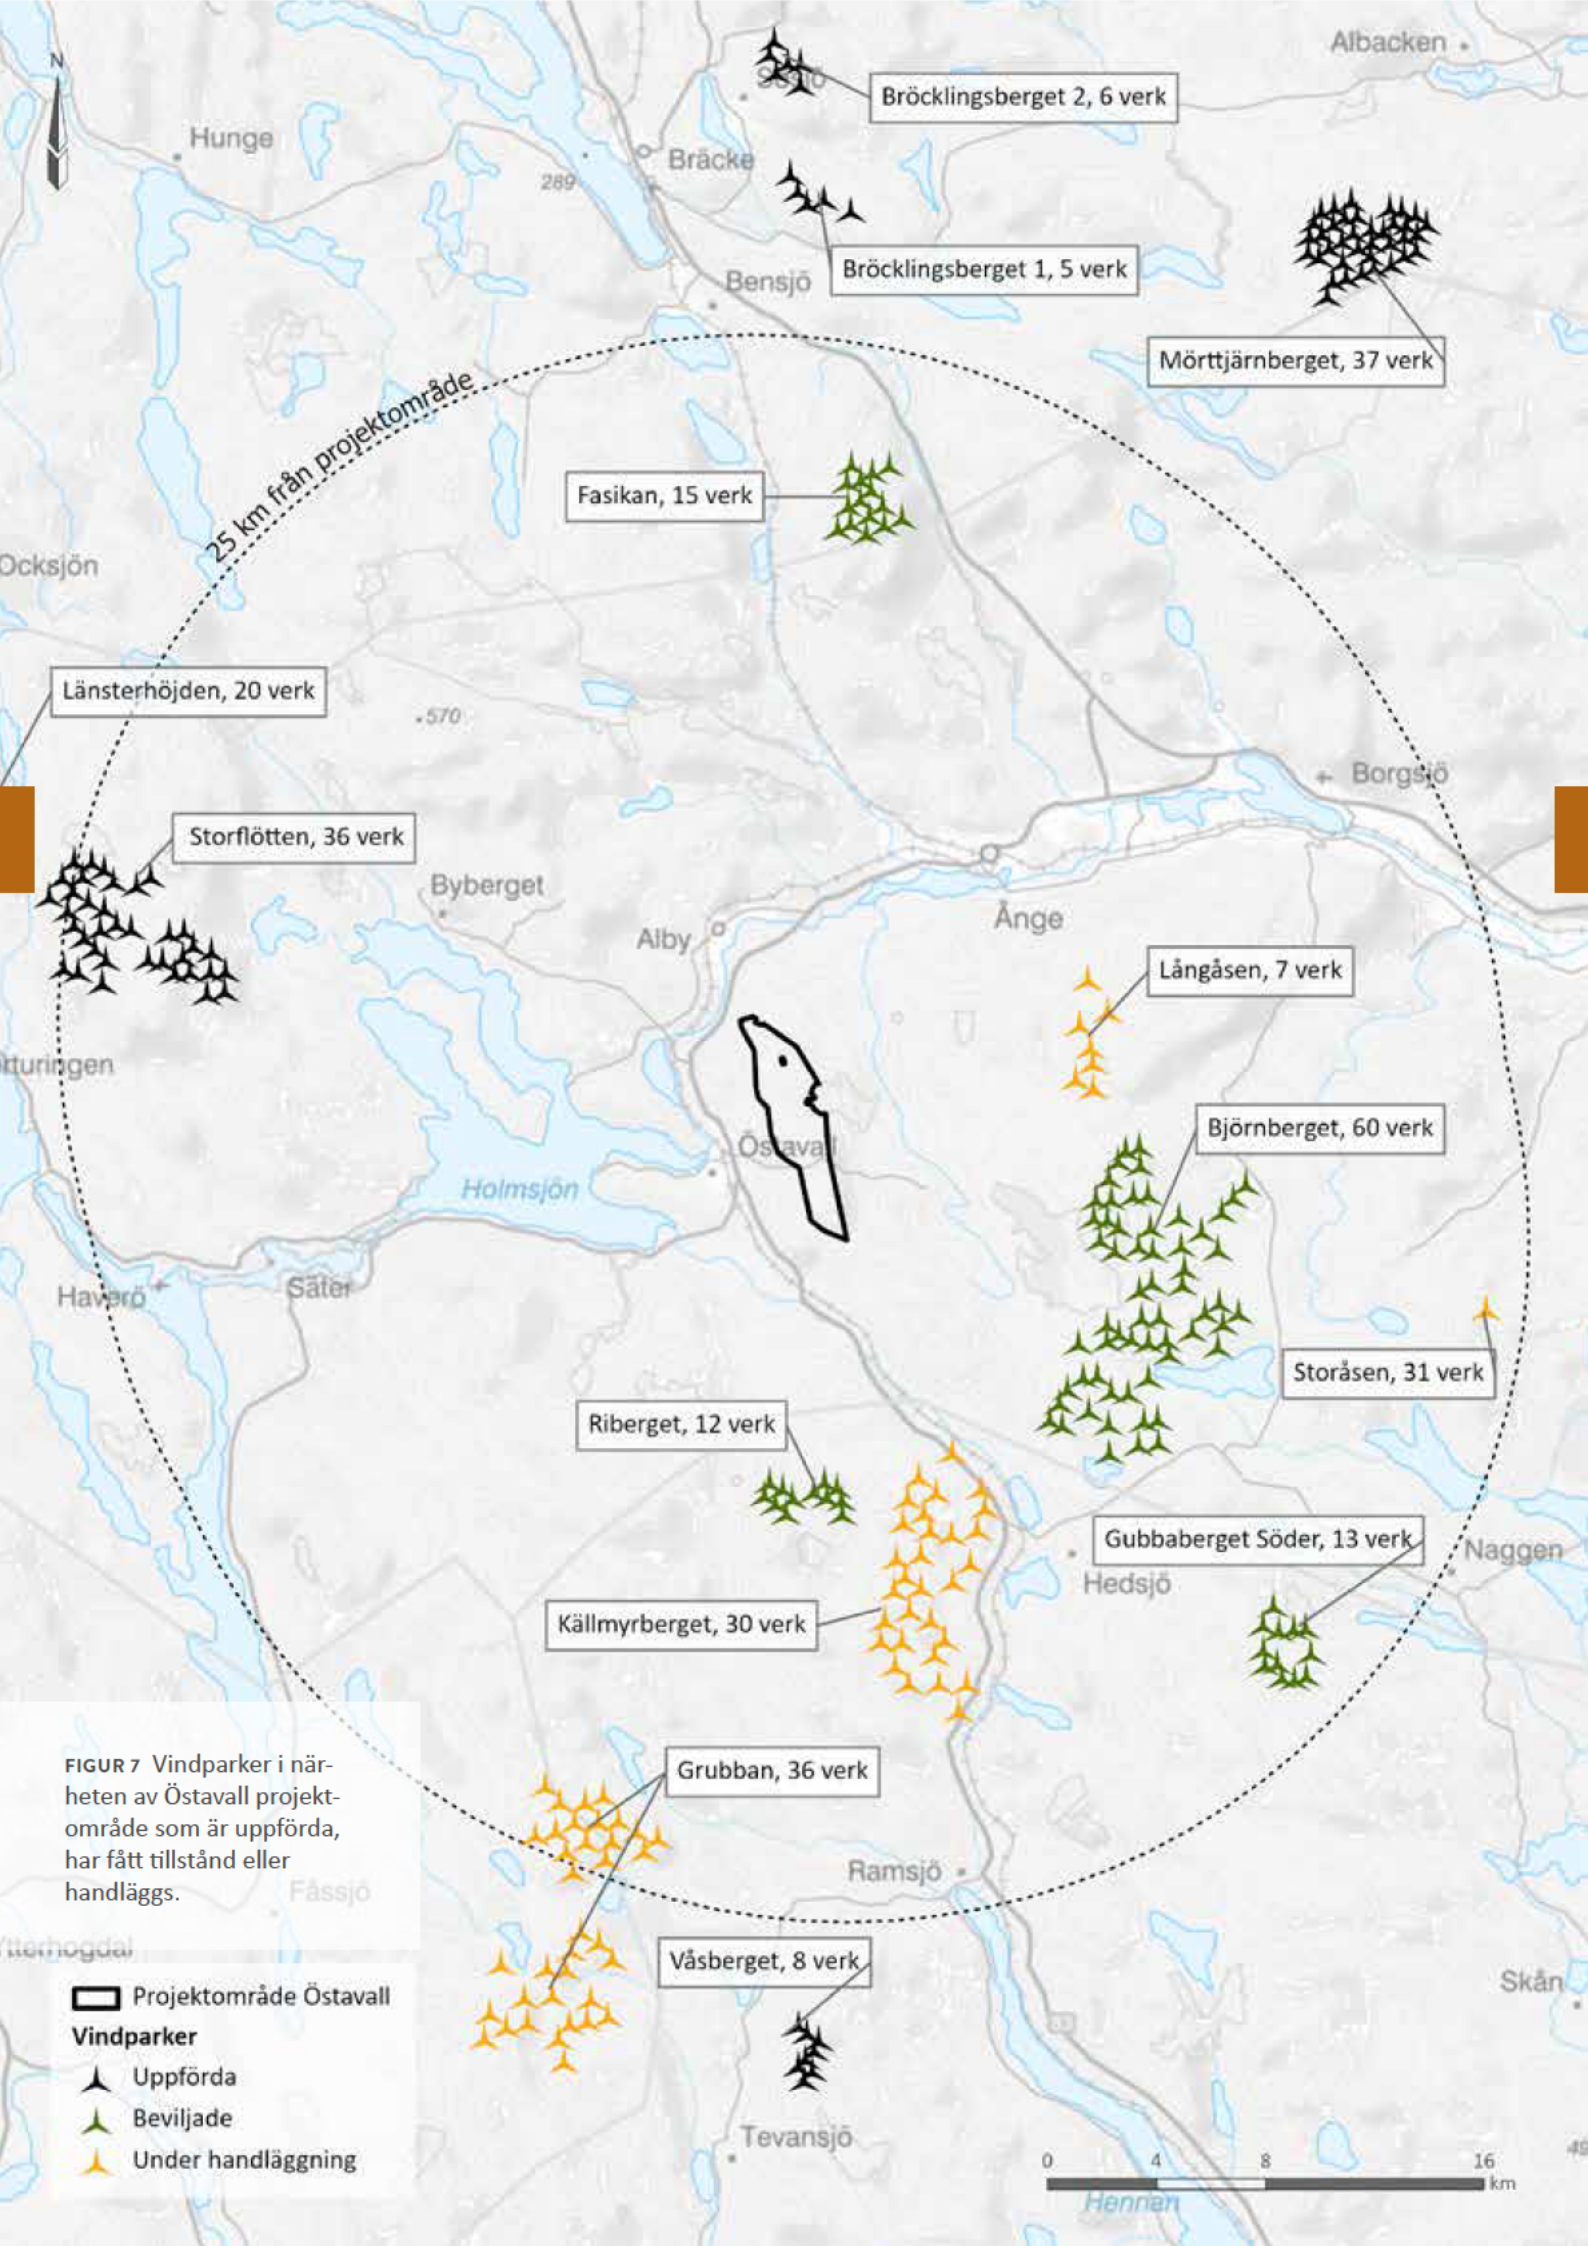 N
Albacken
Bröcklingsberget 2, 6 verk
Hunge
Bräcke
289
Bröcklingsberget 1, 5 verk
Bensjö
Mörttjärnberget, 37 verk
25 km från projektområde
Fasikan, 15 verk
Ocksjön
Länsterhöjden, 20 verk
570
Borgsjö
Storflötten, 36 verk
Byberget
Ånge
Alby
Långåsen, 7 verk
rturingen
Björnberget, 60 verk
Östavall
Holmsjön
Säter
Haverö
Storåsen, 31 verk
Riberget, 12 verk
Gubbaberget Söder, 13 verk
Naggen
Hedsjö
Källmyrberget, 30 verk
Grubban, 36 verk
FIGUR 7 Vindparker i när-
heten av Östavall projekt-
område som är uppförda,
har fått tillstånd eller
handläggs.
Ramsjö
Fåssjö
Ytterhogdal
Våsberget, 8 verk
Skån
Projektområde Östavall
Vindparker
Uppförda
Beviljade
Under handläggning
83
Tevansjö
0 4 8 16
km
Hennan